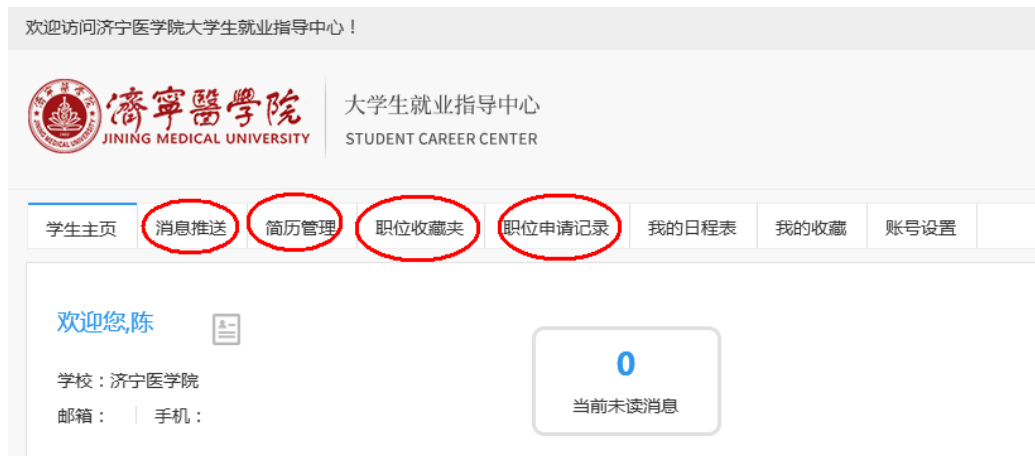 欢迎访问济宁医学院大学生就业指导中心！
濟寧醫學院
JINING MEDICAL UNIVERSITY
大学生就业指导中心
STUDENT CAREER CENTER
学生主页 消息推送 简历管理 职位收藏夹 职位申请记录 我的日程表 我的收藏 账号设置
欢迎您,陈
学校：济宁医学院
邮箱： 手机：
0
当前未读消息